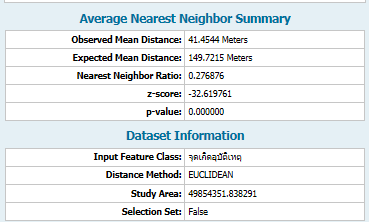 Average Nearest Neighbor Summary
Observed Mean Distance: 41.4544 Meters
Expected Mean Distance: 149.7215 Meters
Nearest Neighbor Ratio: 0.276876
z-score: -32.619761
p-value: 0.000000
Dataset Information
Input Feature Class: จุดเกิดอุบัติเหตุ
Distance Method: EUCLIDEAN
Study Area: 49854351.838291
Selection Set: False